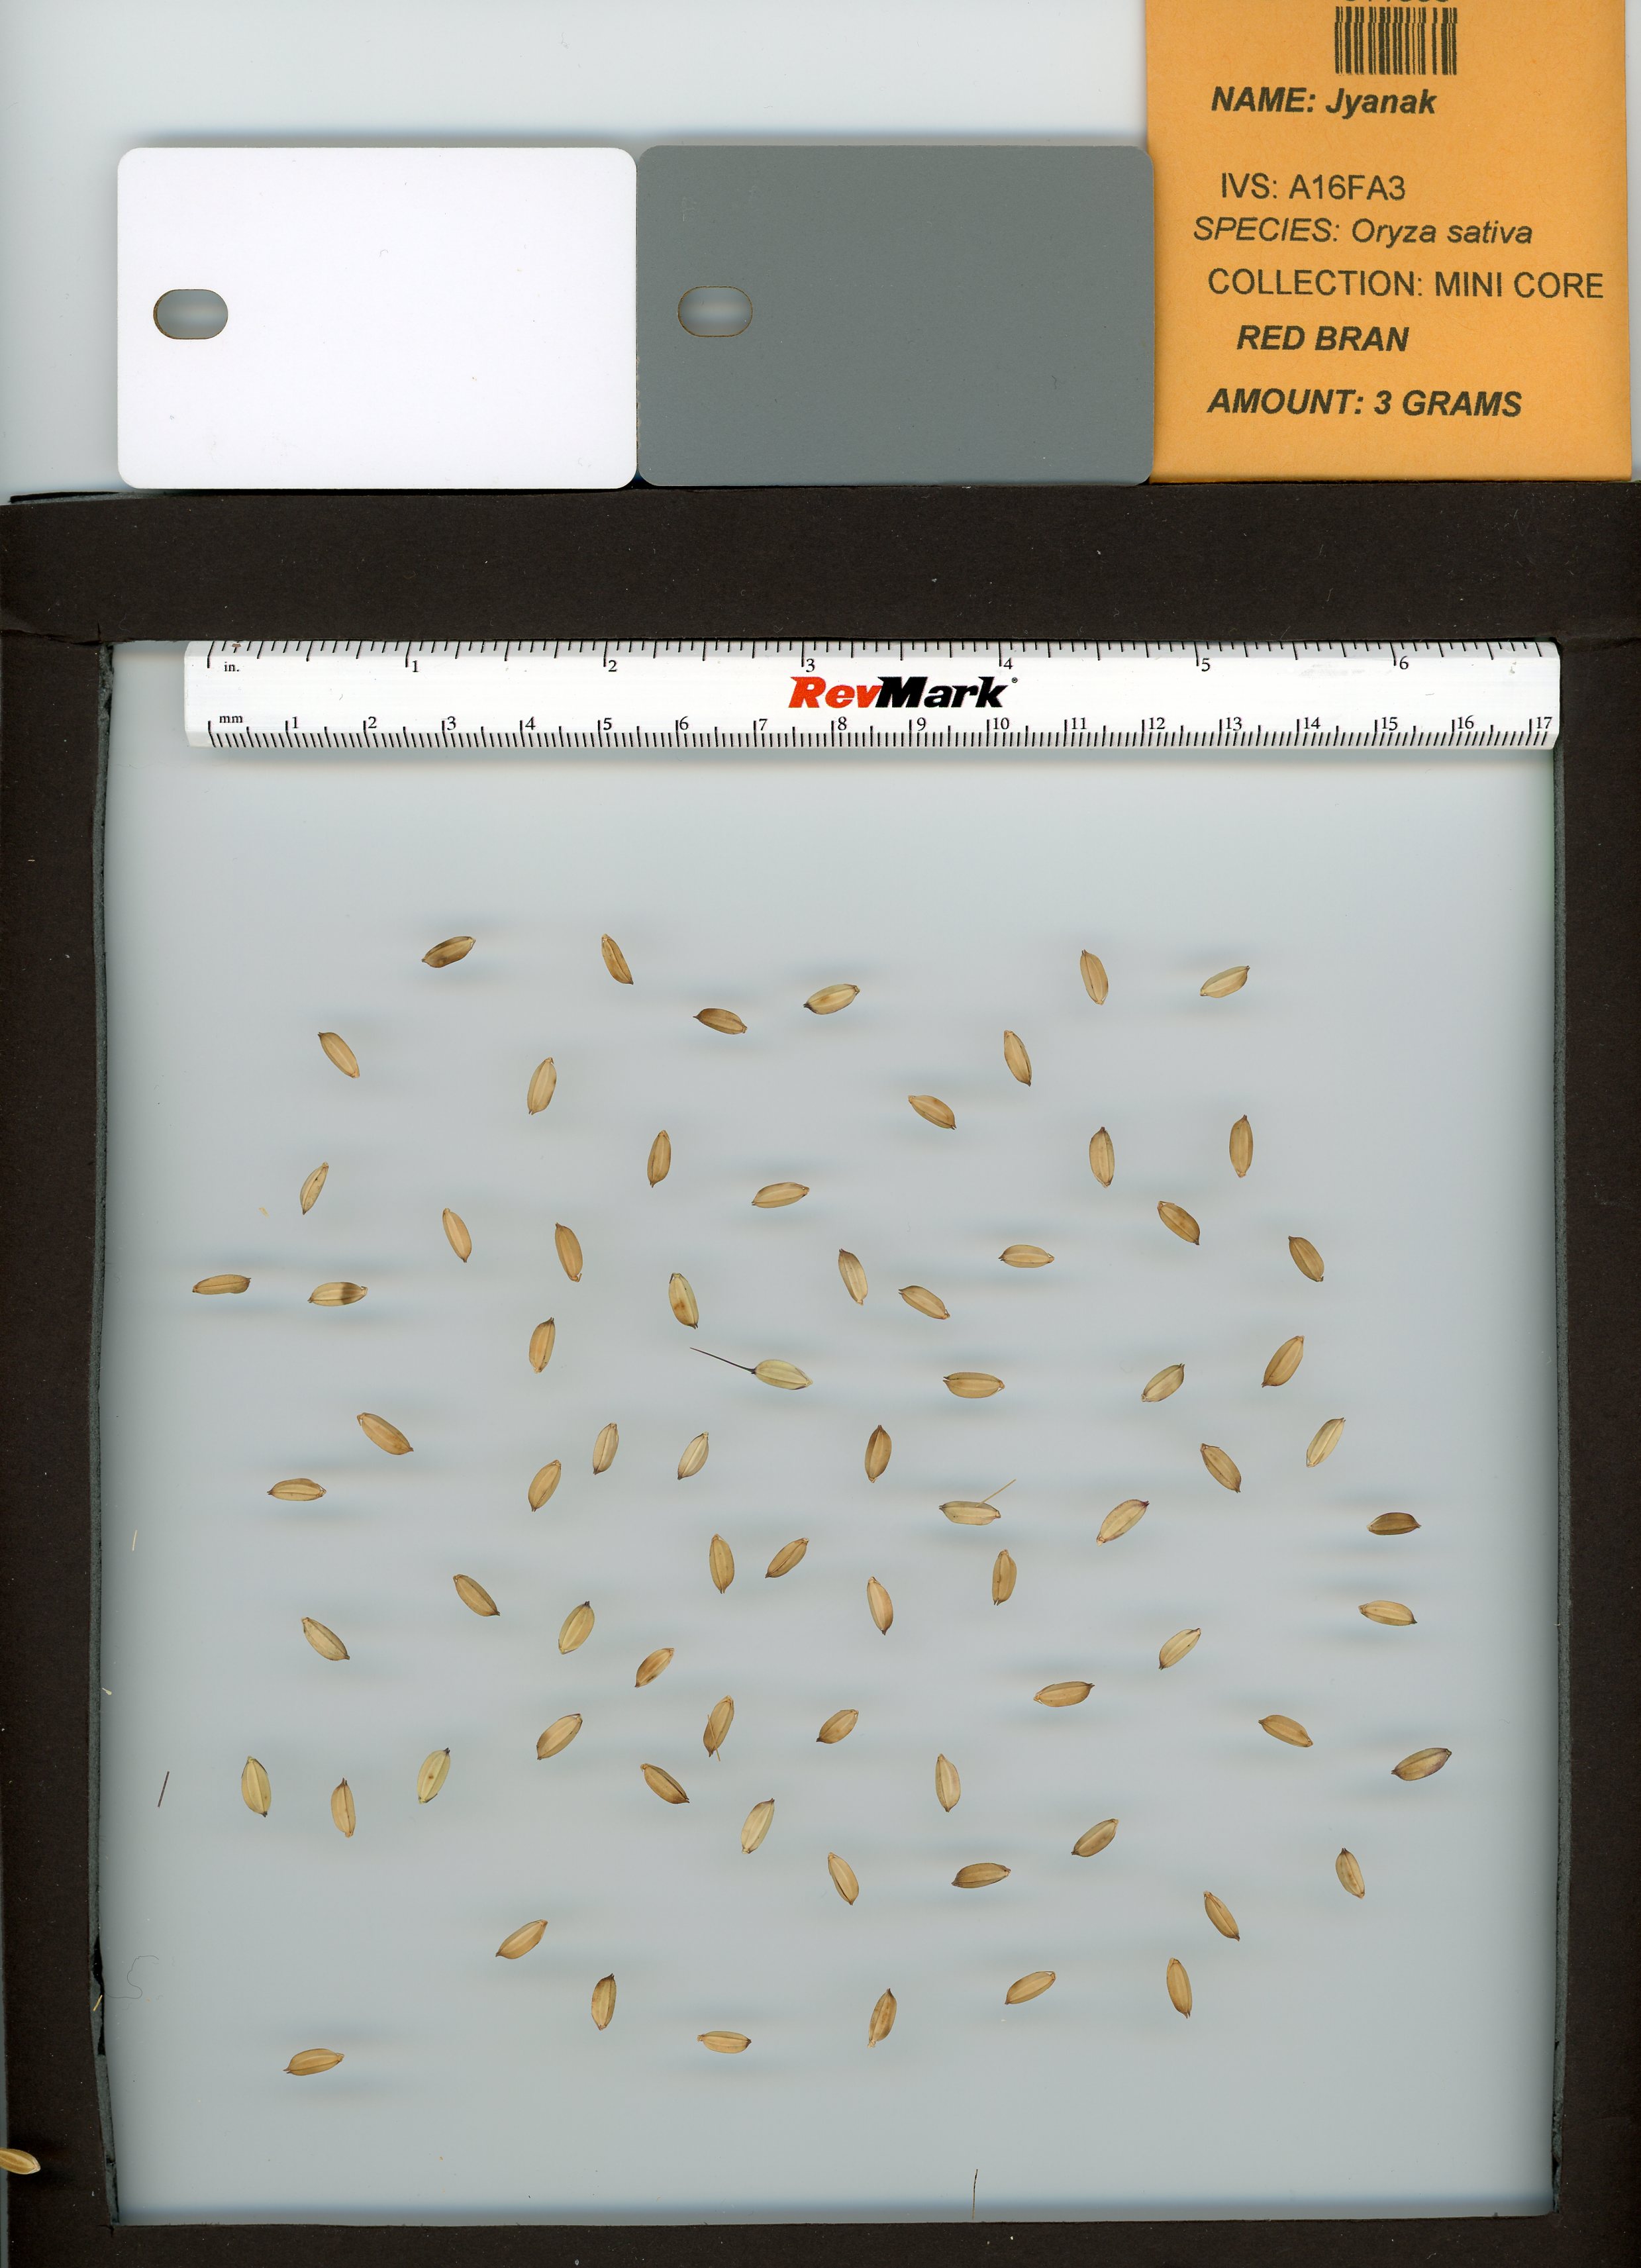 NAME: Jyanak
IVS: A16FA3
SPECIES: Oryza sativa
COLLECTION: MINI CORE
RED BRAN
AMOUNT: 3 GRAMS
in. 1 2 3 4 5 6
RevMark®
mm 1 2 3 4 5 6 7 8 9 10 11 12 13 14 15 16 17